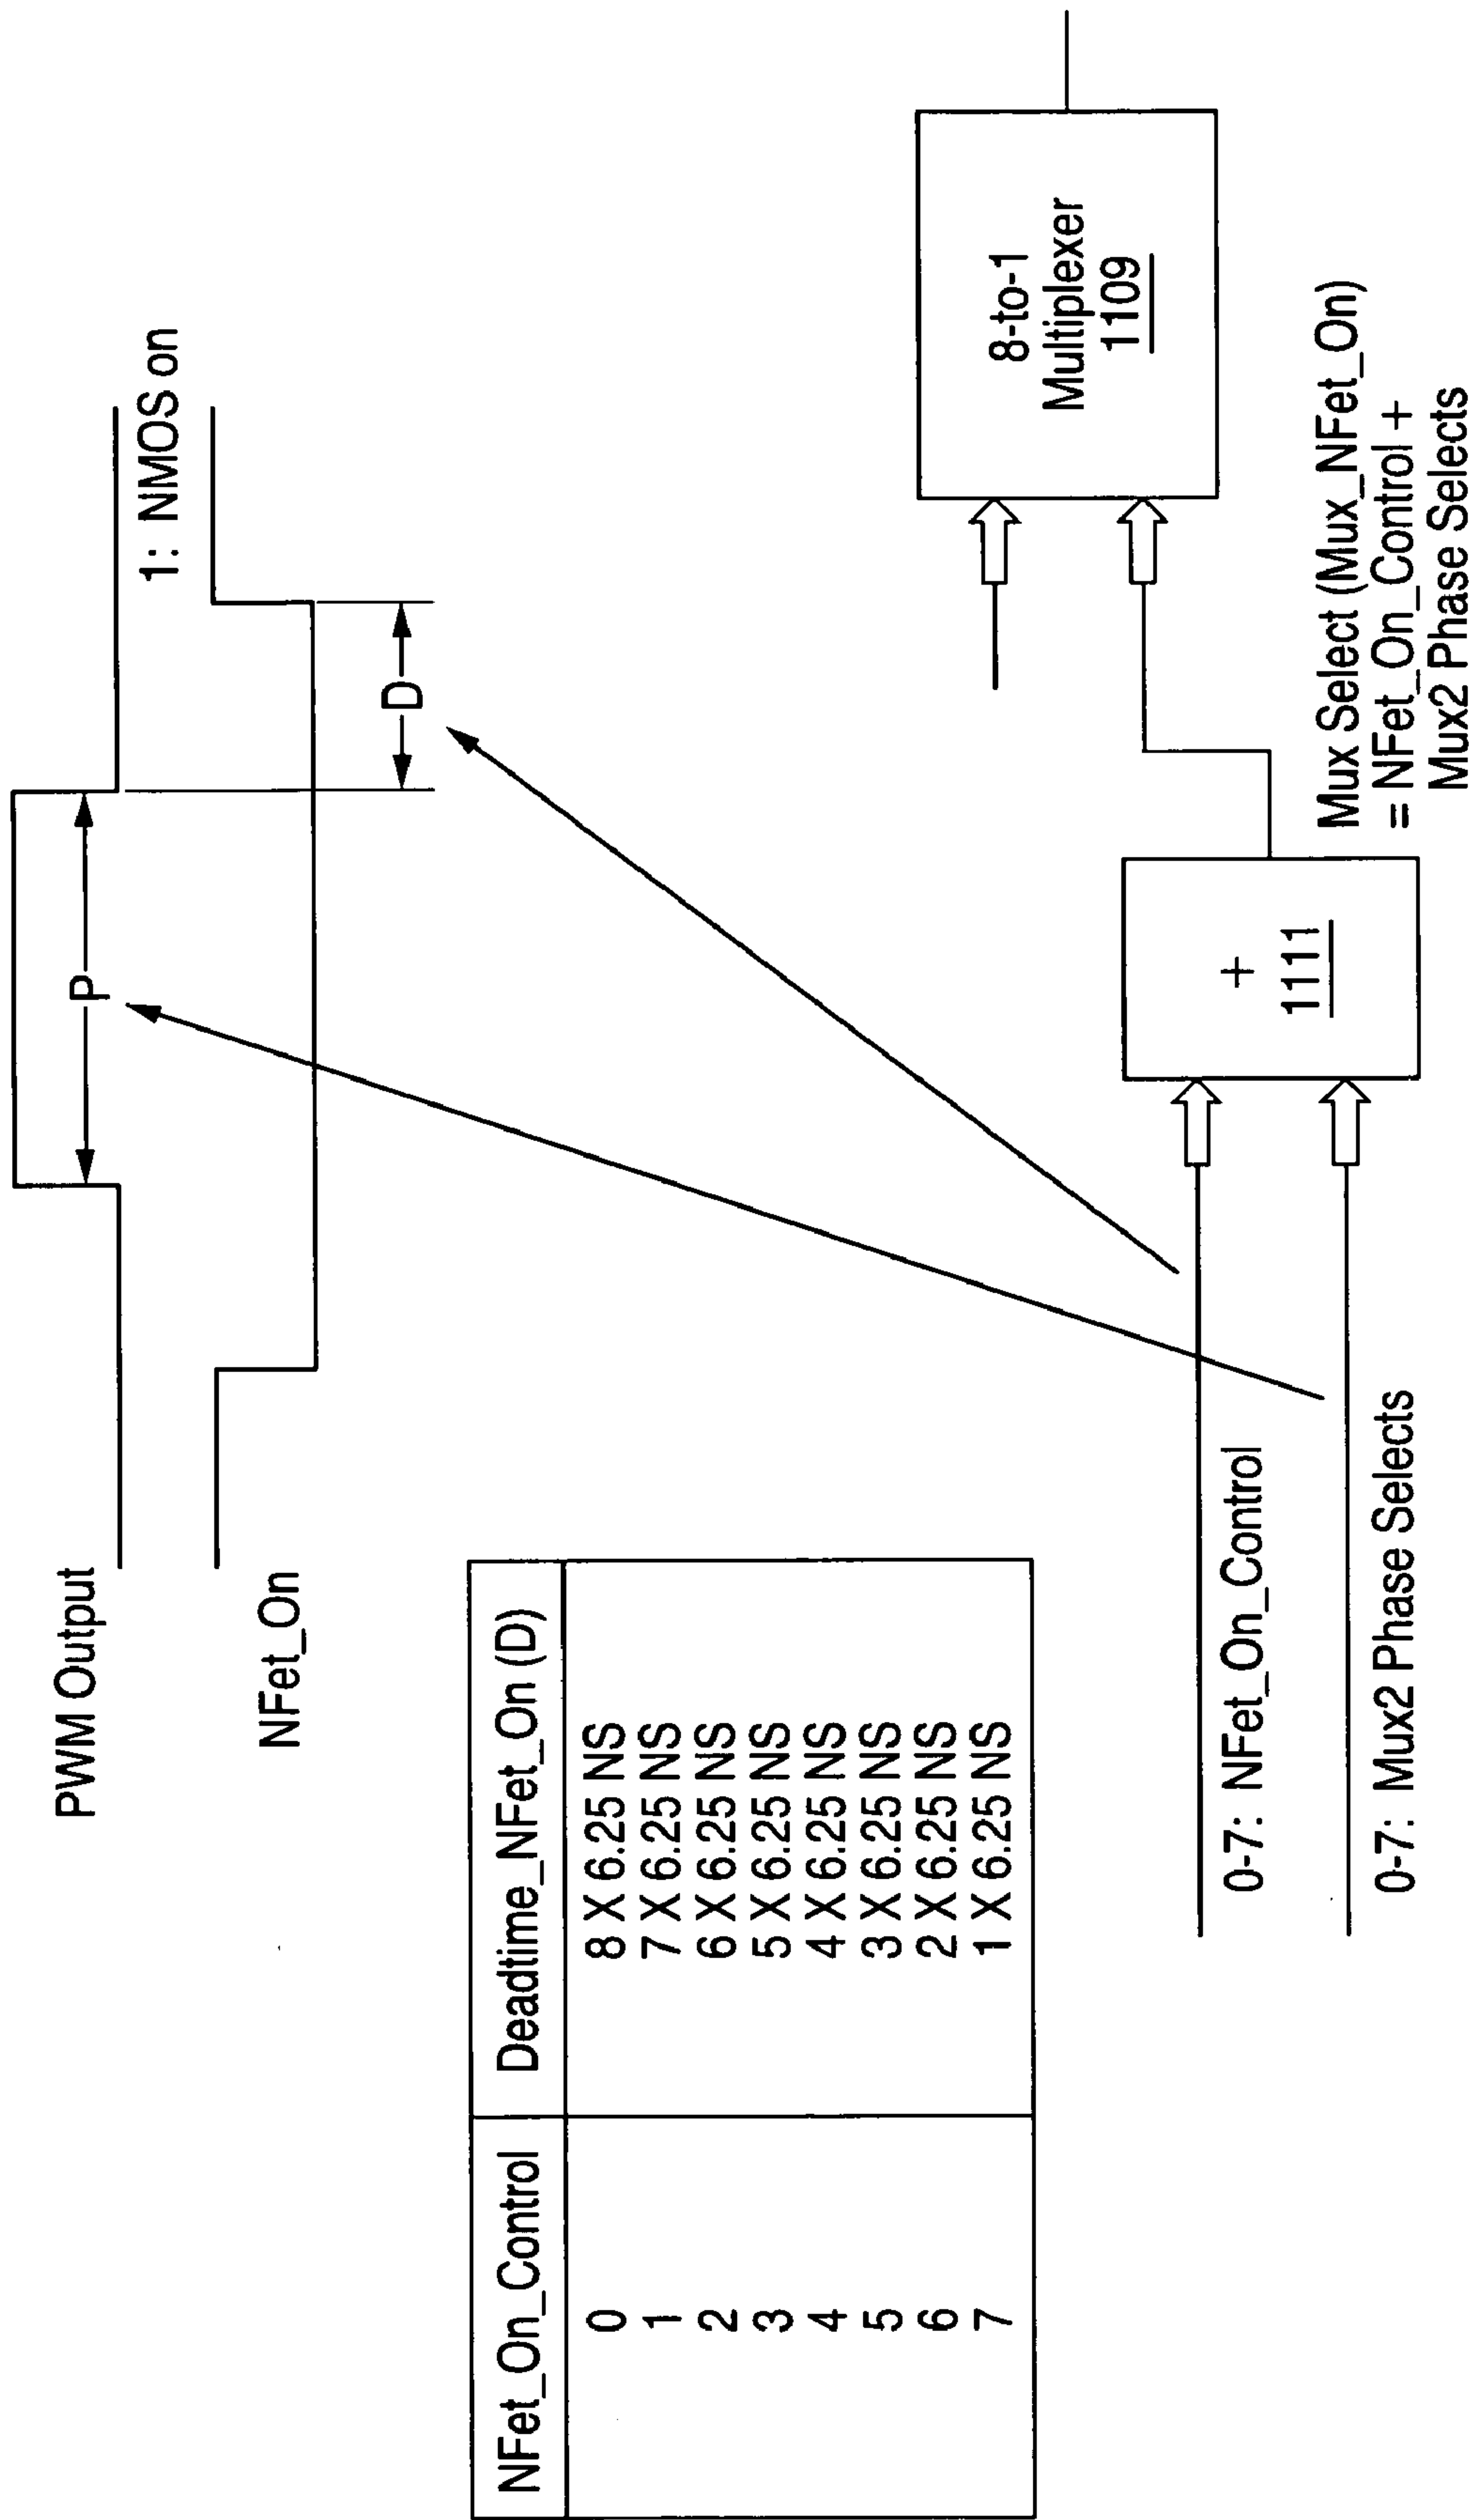 PWM Output
P
1: NMOS on
NFet_On
D
NFet_On_Control Deadtime_NFet_On (D)
0 8 X 6.25 NS
1 7 X 6.25 NS
2 6 X 6.25 NS
3 5 X 6.25 NS
4 4 X 6.25 NS
5 3 X 6.25 NS
6 2 X 6.25 NS
7 1 X 6.25 NS
8-to-1
Multiplexer
1109
+
1111
0-7: NFet_On_Control
0-7: Mux2 Phase Selects
Mux Select (Mux_NFet_On)
= NFet_On_Control +
Mux2 Phase Selects